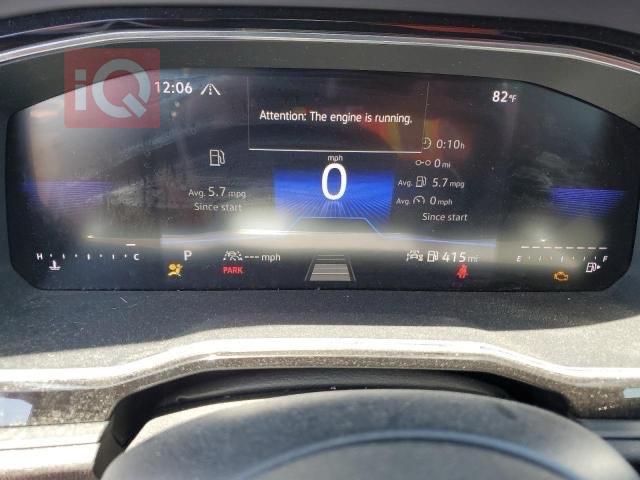 iQ
12:06
82°F
Attention: The engine is running.
0:10h
mph
0 mi
0
Avg. 5.7 mpg
Avg. 5.7 mpg
Avg. 0 mph
Since start
Since start
H C
P
--- mph
415 mi
E F
PARK